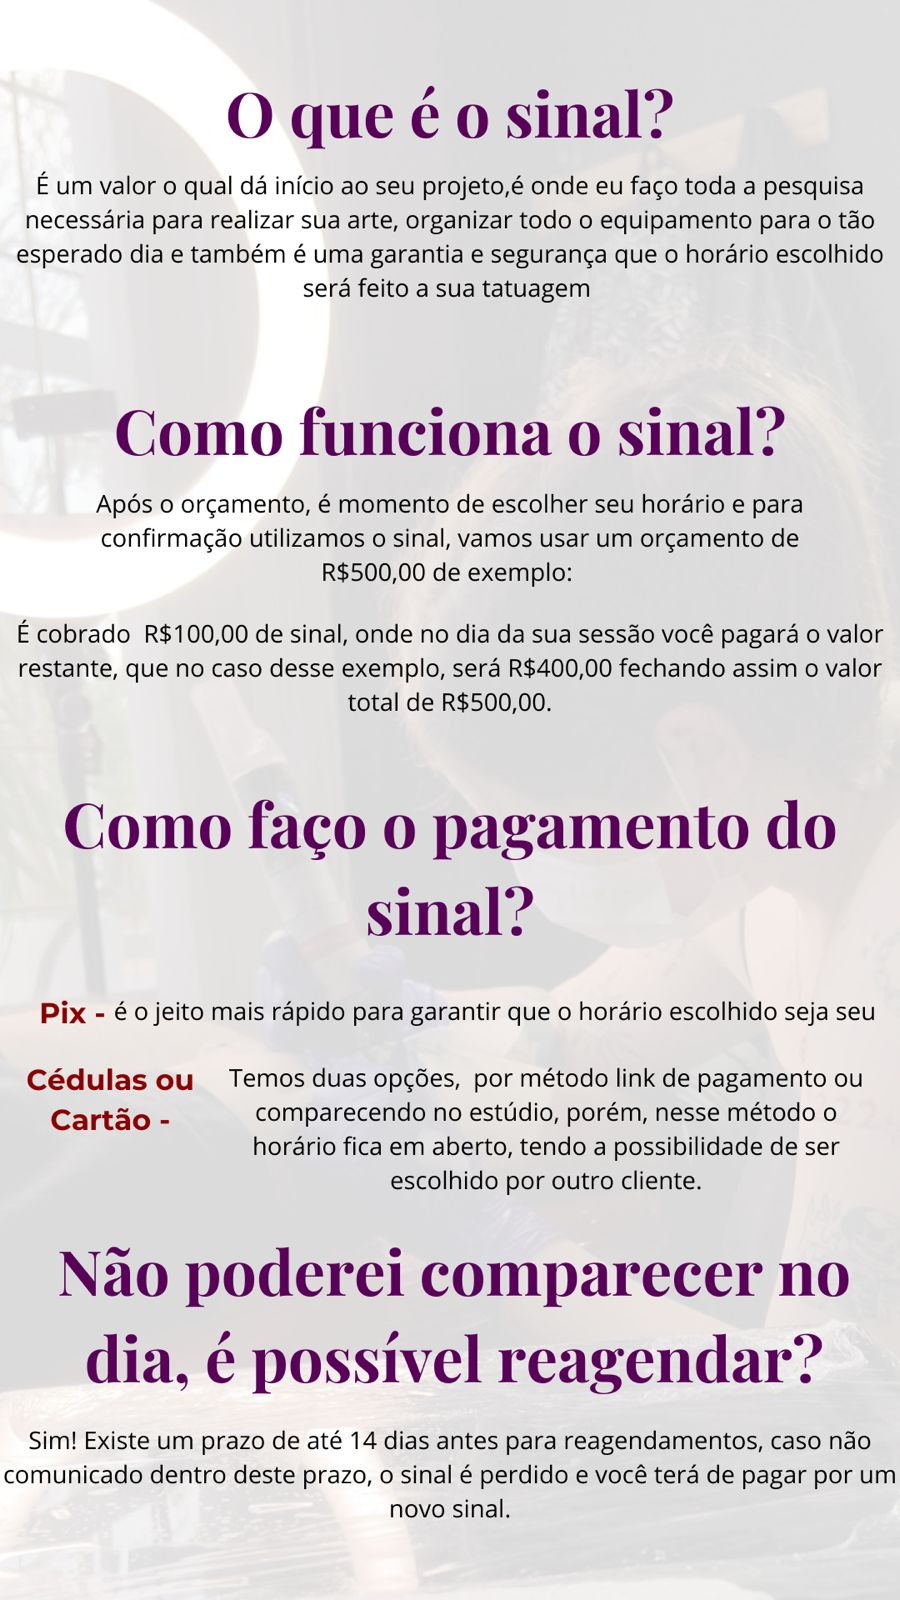 O que é o sinal?
É um valor o qual dá início ao seu projeto,é onde eu faço toda a pesquisa
necessária para realizar sua arte, organizar todo o equipamento para o tão
esperado dia e também é uma garantia e segurança que o horário escolhido
será feito a sua tatuagem
Como funciona o sinal?
Após o orçamento, é momento de escolher seu horário e para
confirmação utilizamos o sinal, vamos usar um orçamento de
R$500,00 de exemplo:
É cobrado  R$100,00 de sinal, onde no dia da sua sessão você pagará o valor
restante, que no caso desse exemplo, será R$400,00 fechando assim o valor
total de R$500,00.
Como faço o pagamento do
sinal?
Pix - é o jeito mais rápido para garantir que o horário escolhido seja seu
Cédulas ou
Cartão -
Temos duas opções,  por método link de pagamento ou
comparecendo no estúdio, porém, nesse método o
horário fica em aberto, tendo a possibilidade de ser
escolhido por outro cliente.
Não poderei comparecer no
dia, é possível reagendar?
Sim! Existe um prazo de até 14 dias antes para reagendamentos, caso não
comunicado dentro deste prazo, o sinal é perdido e você terá de pagar por um
novo sinal.